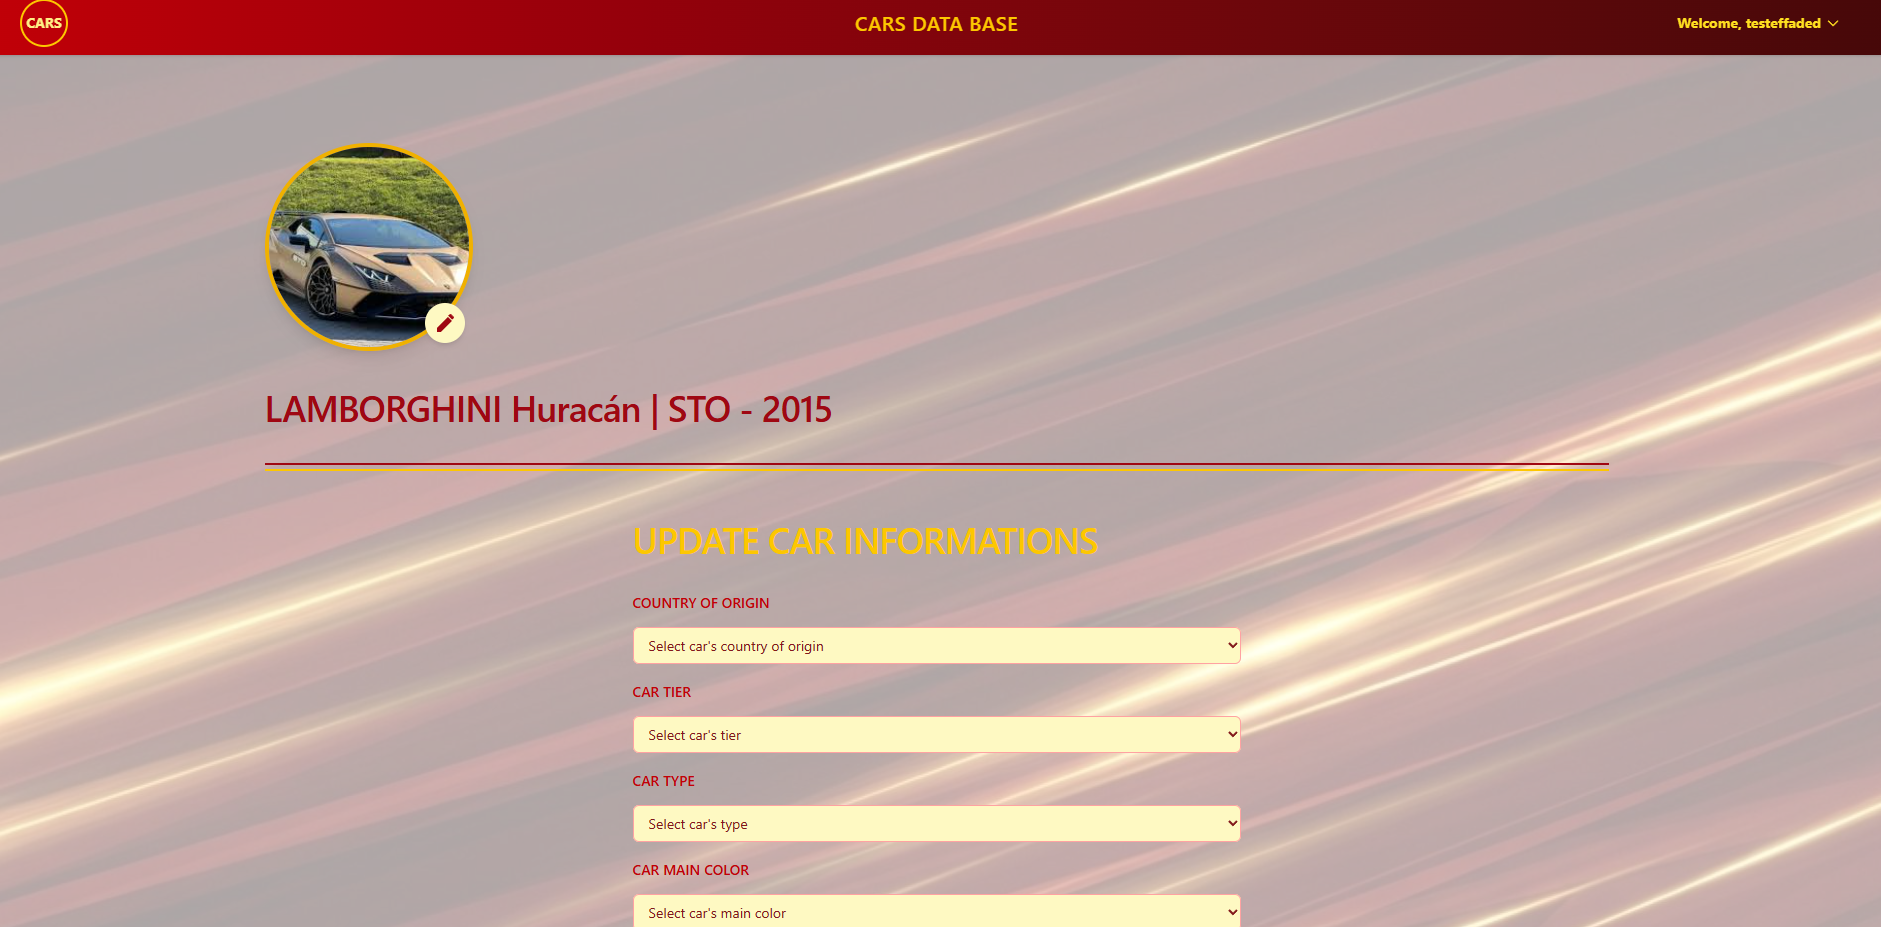 CARS
CARS DATA BASE
Welcome, testeffaded
LAMBORGHINI Huracán | STO - 2015
UPDATE CAR INFORMATIONS
COUNTRY OF ORIGIN
Select car's country of origin
CAR TIER
Select car's tier
CAR TYPE
Select car's type
CAR MAIN COLOR
Select car's main color